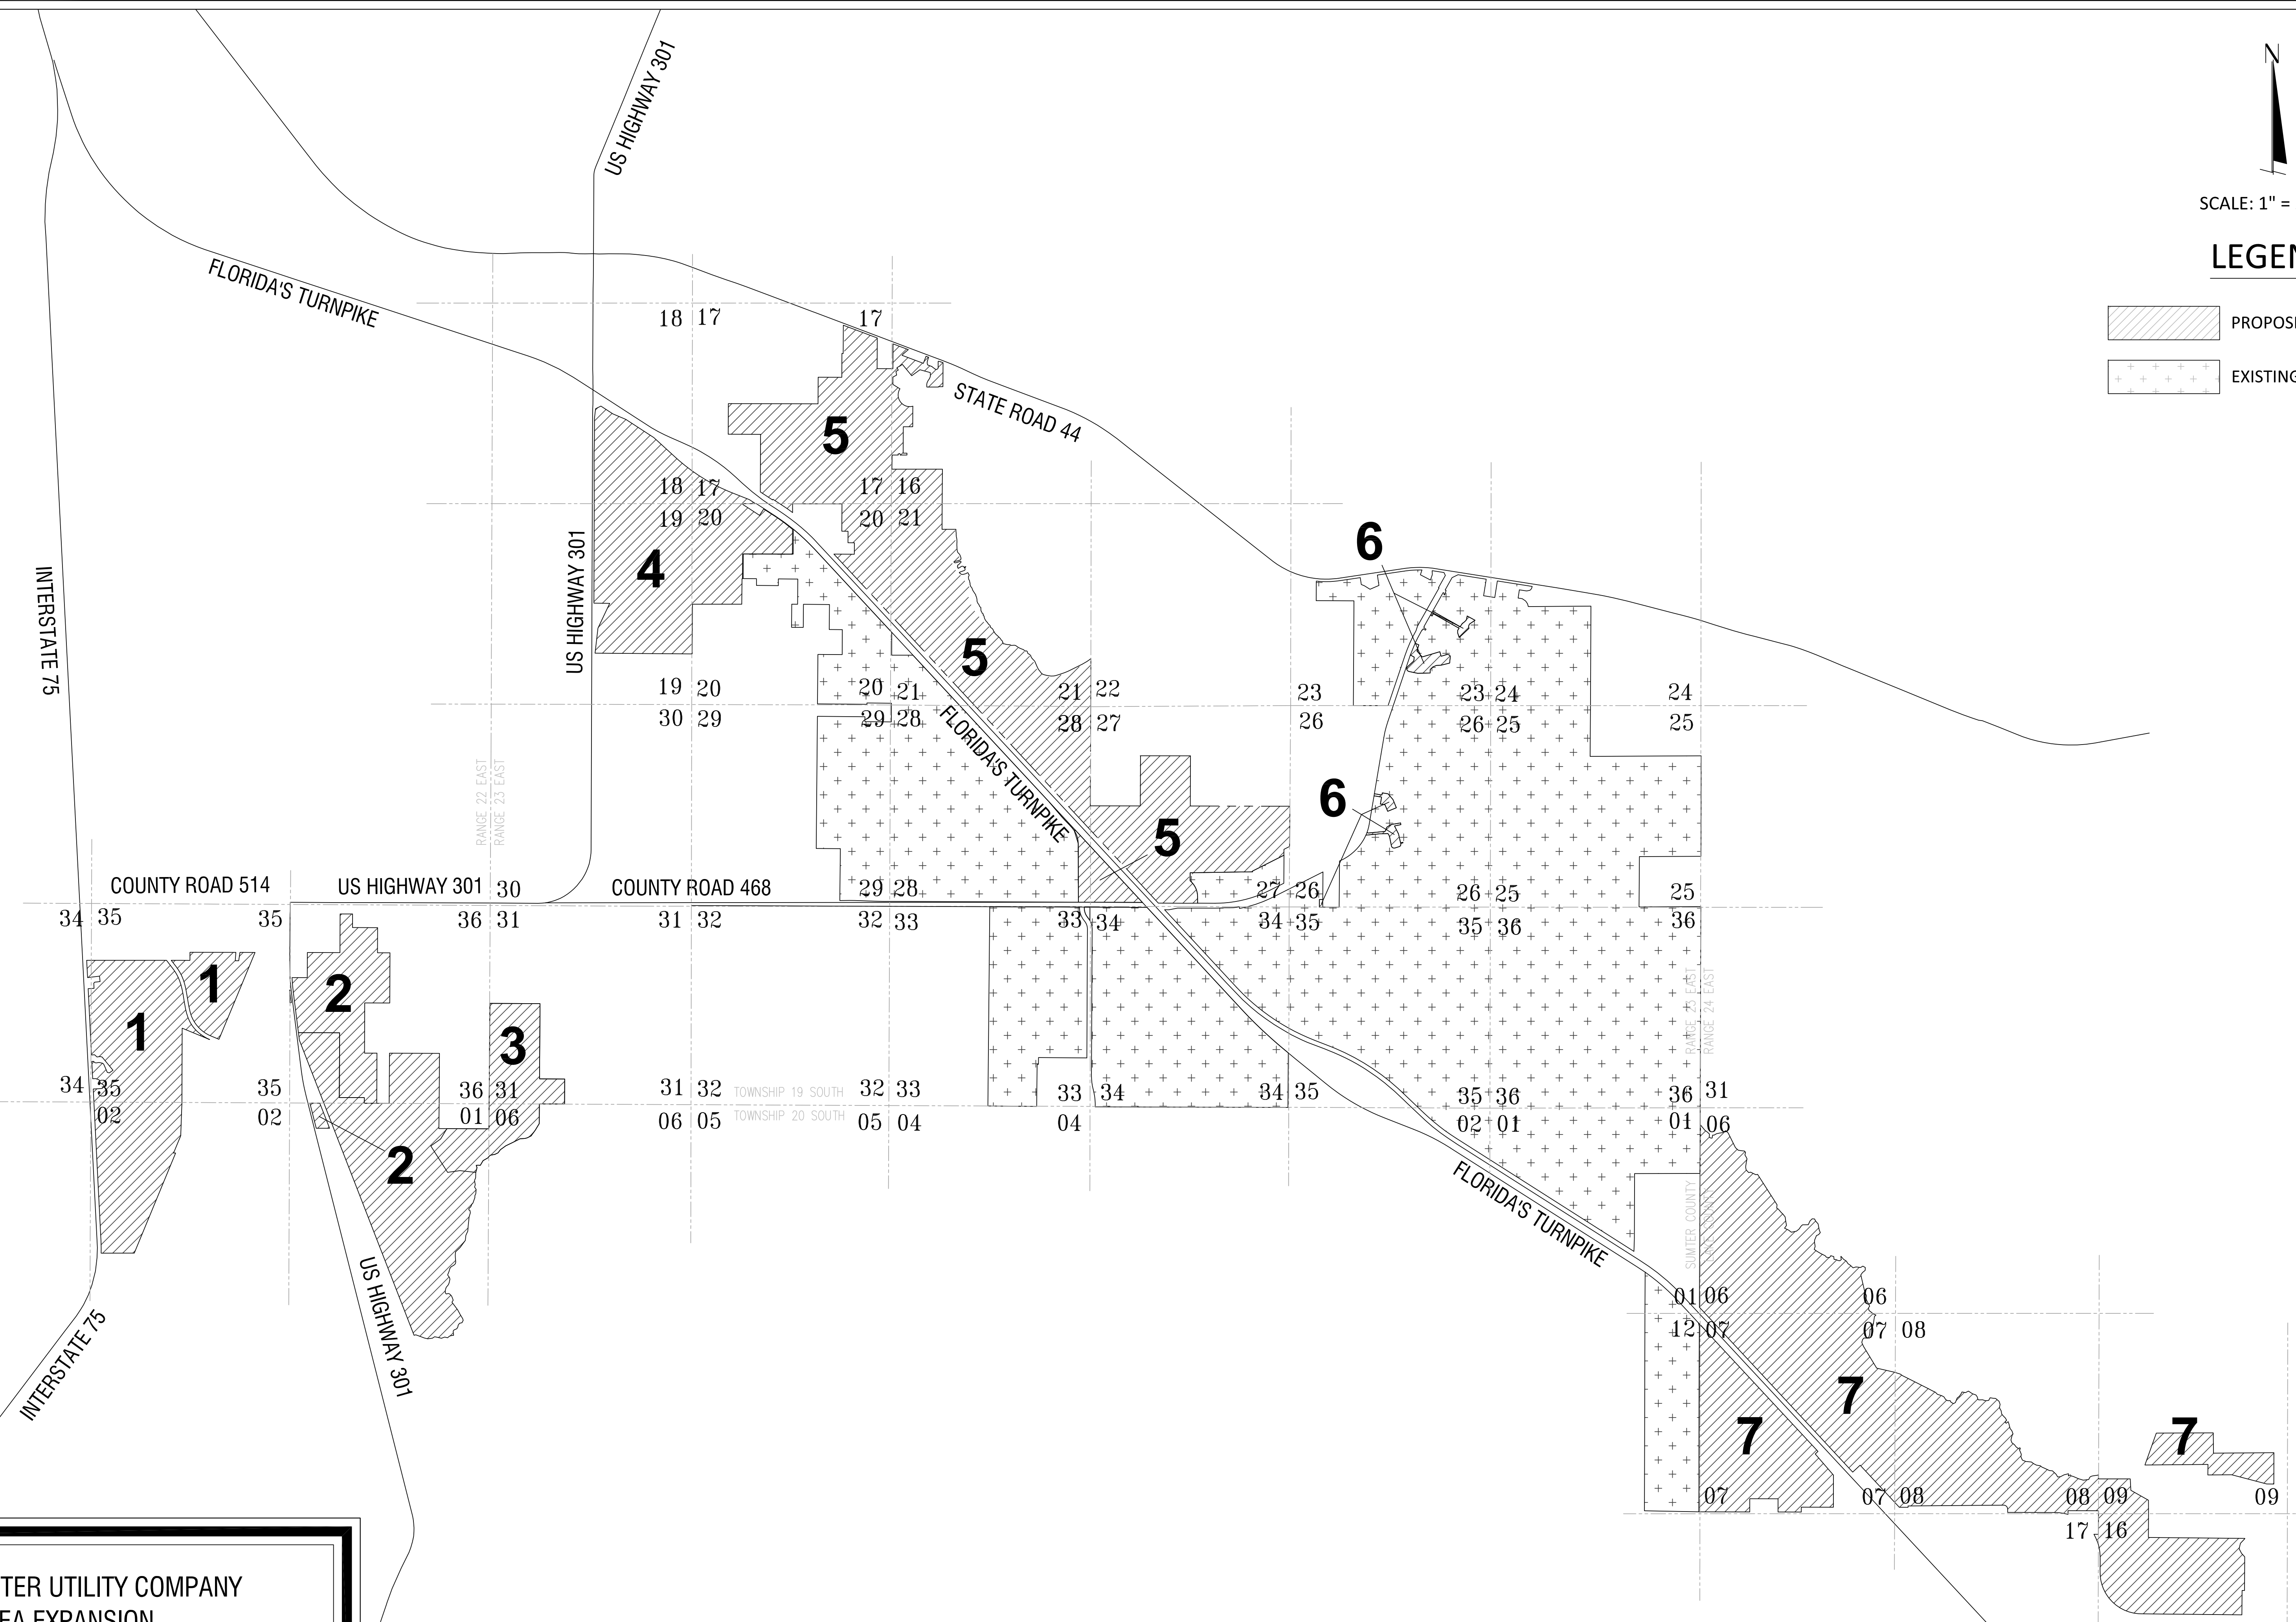 N
SCALE: 1" =
LEGEN
PROPOS
EXISTING
US HIGHWAY 301
FLORIDA'S TURNPIKE
18 17
17
STATE ROAD 44
5
18 17
17 16
19 20
20 21
INTERSTATE 75
US HIGHWAY 301
4
6
5
19 20
20 21
21 22
23
23 24
24
30 29
29 28
28 27
26
26 25
25
FLORIDA'S TURNPIKE
RANGE 22 EAST
RANGE 23 EAST
6
5
COUNTY ROAD 514
US HIGHWAY 301
30
COUNTY ROAD 468
29 28
27 26
26 25
25
34 35
35
36 31
31 32
32 33
33 34
34 35
35 36
36
1
1
2
3
RANGE 23 EAST
RANGE 24 EAST
34 35
35
36 31
31 32
TOWNSHIP 19 SOUTH
32 33
33 34
34 35
35 36
36 31
02
02
01 06
06 05
TOWNSHIP 20 SOUTH
05 04
04
02 01
01 06
2
FLORIDA'S TURNPIKE
SUMTER COUNTY
US HIGHWAY 301
INTERSTATE 75
01 06
06
12 07
07 08
7
7
7
07
07 08
08 09
09
17 16
TER UTILITY COMPANY
EA EXPANSION